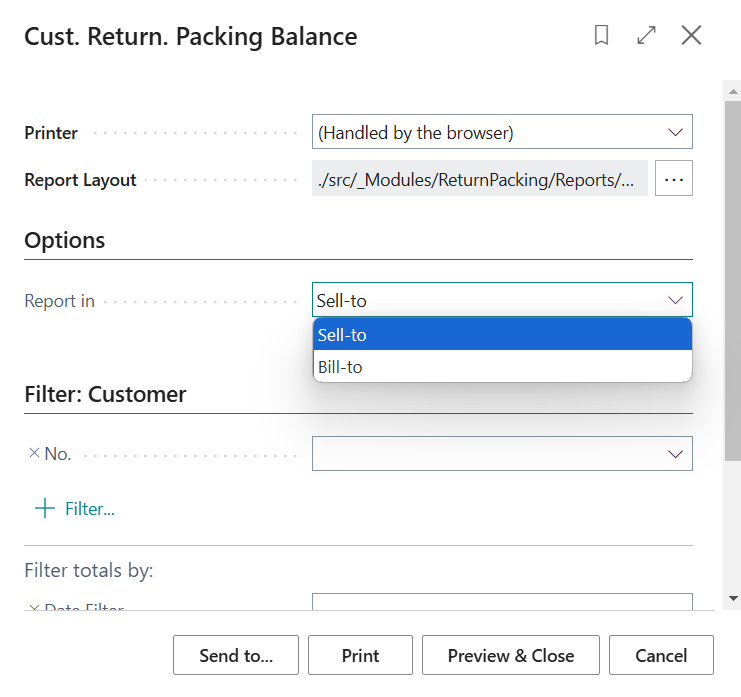 Cust. Return. Packing Balance
Printer
(Handled by the browser)
Report Layout
./src/_Modules/ReturnPacking/Reports/...
...
Options
Report in
Sell-to
Sell-to
Bill-to
Filter: Customer
No.
Filter...
Filter totals by:
Date Filter
Send to...
Print
Preview & Close
Cancel